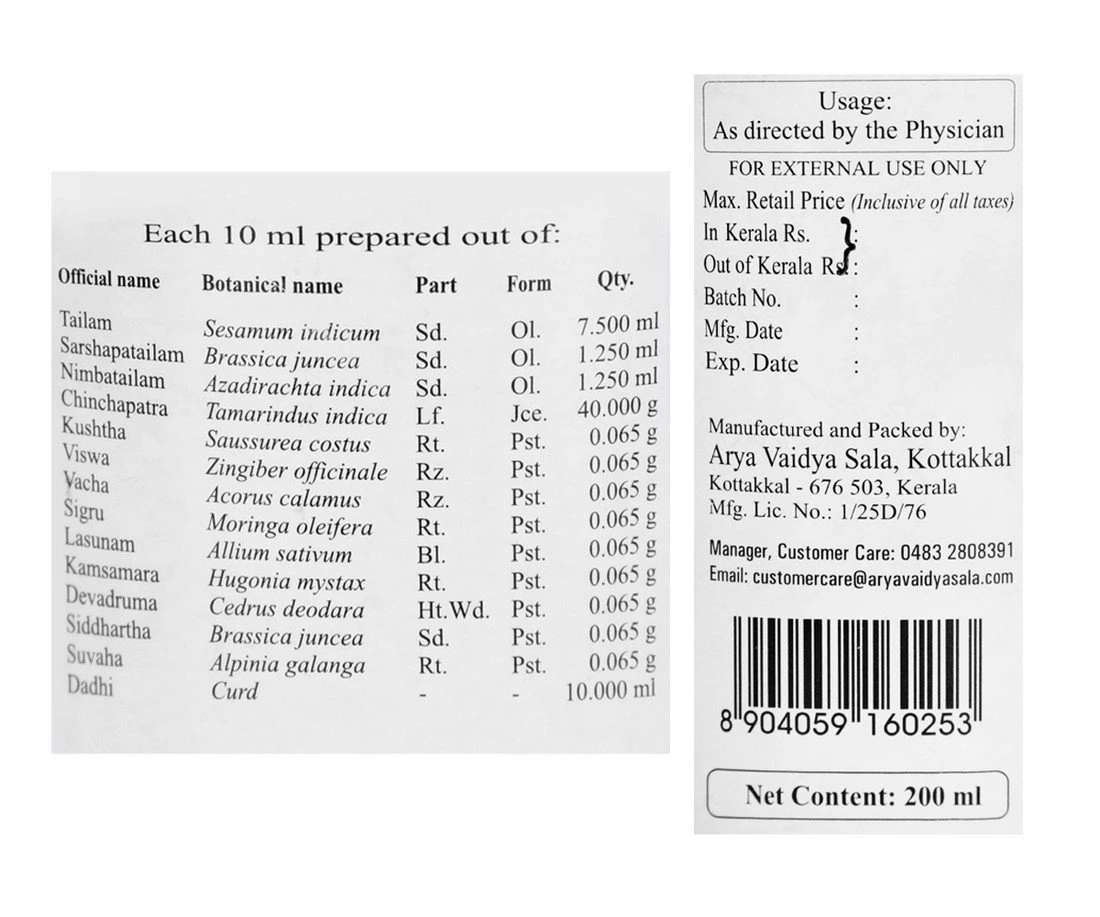 Each 10 ml prepared out of:
Official name Botanical name Part Form Qty.
Tailam Sesamum indicum Sd. Ol. 7.500 ml
Sarshapatailam Brassica juncea Sd. Ol. 1.250 ml
Nimbatailam Azadirachta indica Sd. Ol. 1.250 ml
Chinchapatra Tamarindus indica Lf. Jce. 40.000 g
Kushtha Saussurea costus Rt. Pst. 0.065 g
Viswa Zingiber officinale Rz. Pst. 0.065 g
Vacha Acorus calamus Rz. Pst. 0.065 g
Sigru Moringa oleifera Rt. Pst. 0.065 g
Lasunam Allium sativum Bl. Pst. 0.065 g
Kamsamara Hugonia mystax Rt. Pst. 0.065 g
Devadruma Cedrus deodara Ht.Wd. Pst. 0.065 g
Siddhartha Brassica juncea Sd. Pst. 0.065 g
Suvaha Alpinia galanga Rt. Pst. 0.065 g
Dadhi Curd - - 10.000 ml
Usage:
As directed by the Physician
FOR EXTERNAL USE ONLY
Max. Retail Price (Inclusive of all taxes)
In Kerala Rs. } :
Out of Kerala Rs. :
Batch No. :
Mfg. Date :
Exp. Date :
Manufactured and Packed by:
Arya Vaidya Sala, Kottakkal
Kottakkal - 676 503, Kerala
Mfg. Lic. No.: 1/25D/76
Manager, Customer Care: 0483 2808391
Email: customercare@aryavaidyasala.com
8 904059 160253
Net Content: 200 ml